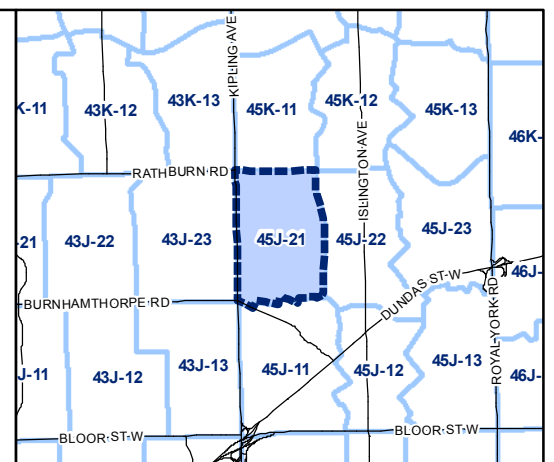 KIPLING AVE
43K-13
45K-12
K-11
43K-12
45K-11
45K-13
46K-
RATHBURN RD
ISLINGTON AVE
-21
43J-22
43J-23
45J-21
45J-22
45J-23
46J-
DUNDAS ST W
BURNHAMTHORPE RD
ROYAL YORK RD
J-11
43J-12
43J-13
45J-11
45J-12
45J-13
46J-
BLOOR ST W
BLOOR ST W